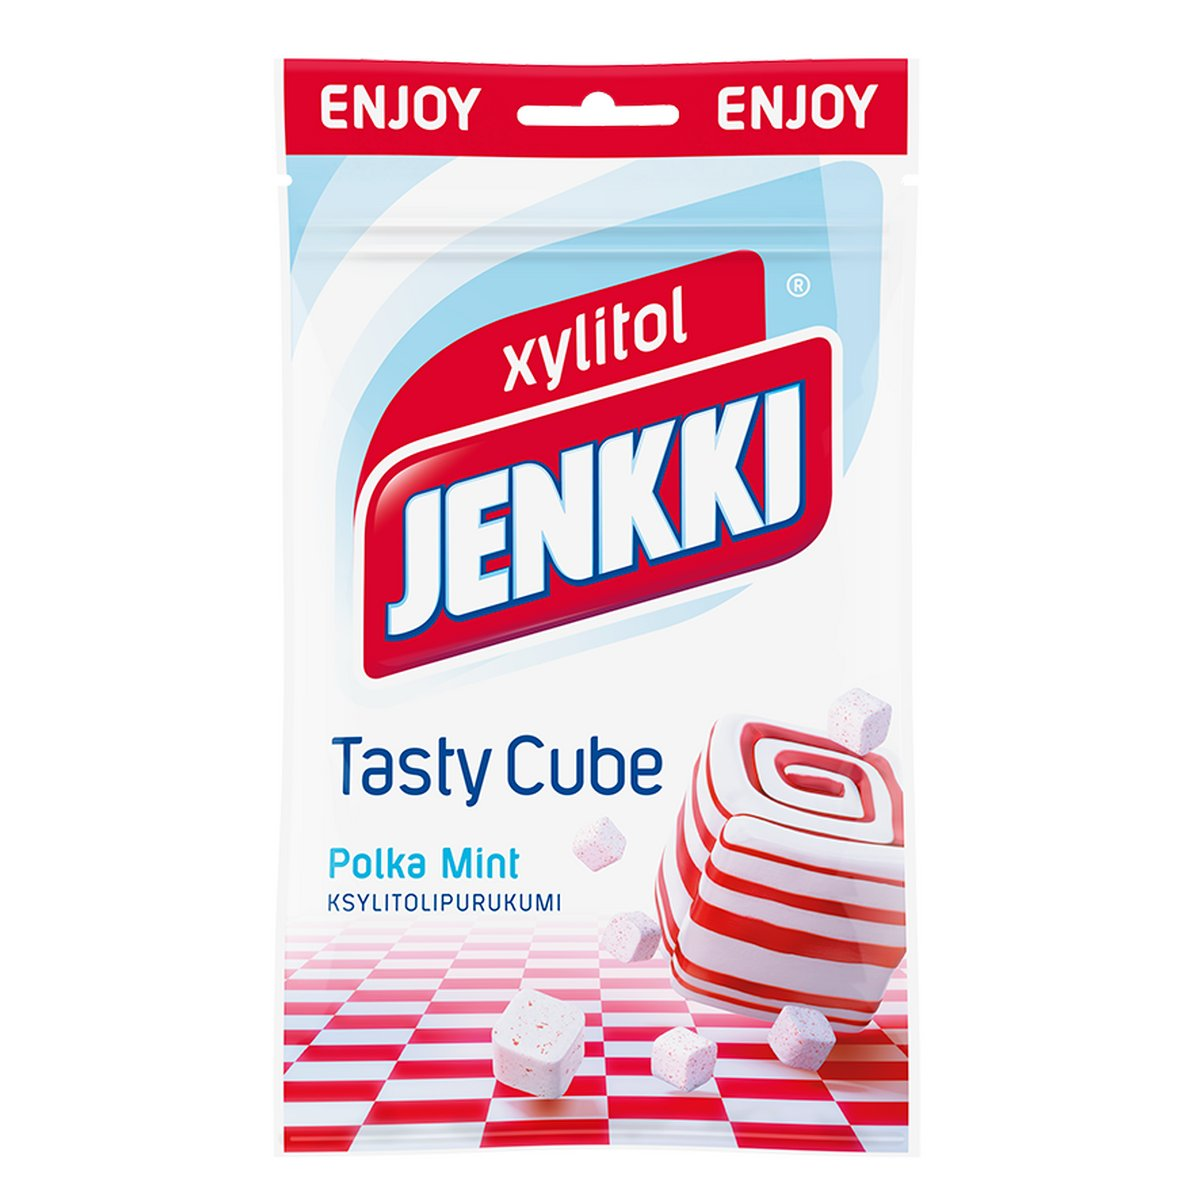 ENJOY ENJOY
xylitol ®
JENKKI
Tasty Cube
Polka Mint
KSYLITOLIPURUKUMI